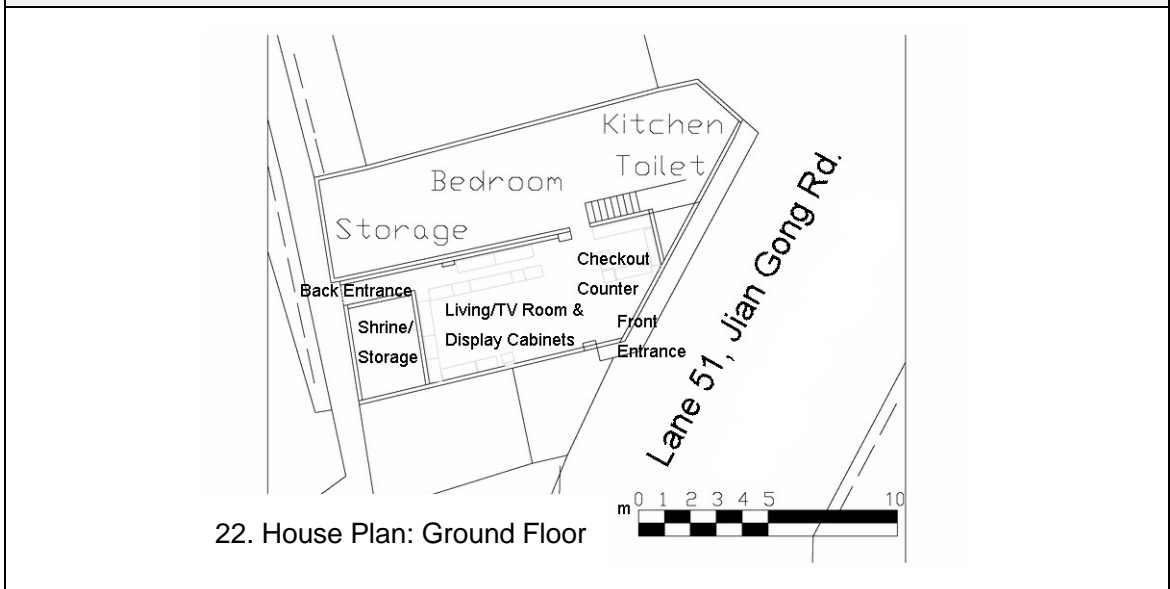 Kitchen
Toilet
Bedroom
Storage
Checkout
Counter
Back Entrance
Living/TV Room &
Display Cabinets
Shrine/
Storage
Front
Entrance
Lane 51, Jian Gong Rd.
m 0 1 2 3 4 5 10
22. House Plan: Ground Floor